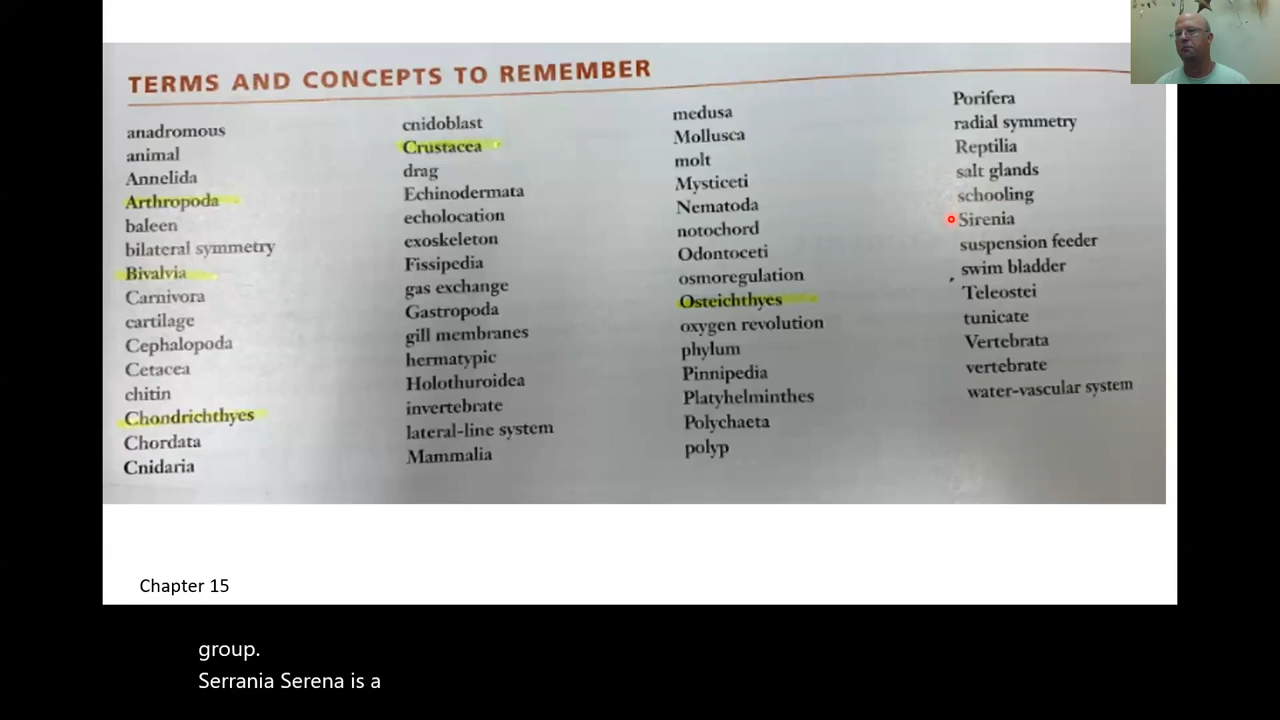 TERMS AND CONCEPTS TO REMEMBER
anadromous
animal
Annelida
Arthropoda
baleen
bilateral symmetry
Bivalvia
Carnivora
cartilage
Cephalopoda
Cetacea
chitin
Chondrichthyes
Chordata
Cnidaria
cnidoblast
Crustacea
drag
Echinodermata
echolocation
exoskeleton
Fissipedia
gas exchange
Gastropoda
gill membranes
hermatypic
Holothuroidea
invertebrate
lateral-line system
Mammalia
medusa
Mollusca
molt
Mysticeti
Nematoda
notochord
Odontoceti
osmoregulation
Osteichthyes
oxygen revolution
phylum
Pinnipedia
Platyhelminthes
Polychaeta
polyp
Porifera
radial symmetry
Reptilia
salt glands
schooling
Sirenia
suspension feeder
swim bladder
Teleostei
tunicate
Vertebrata
vertebrate
water-vascular system
Chapter 15
group.
Serrania Serena is a